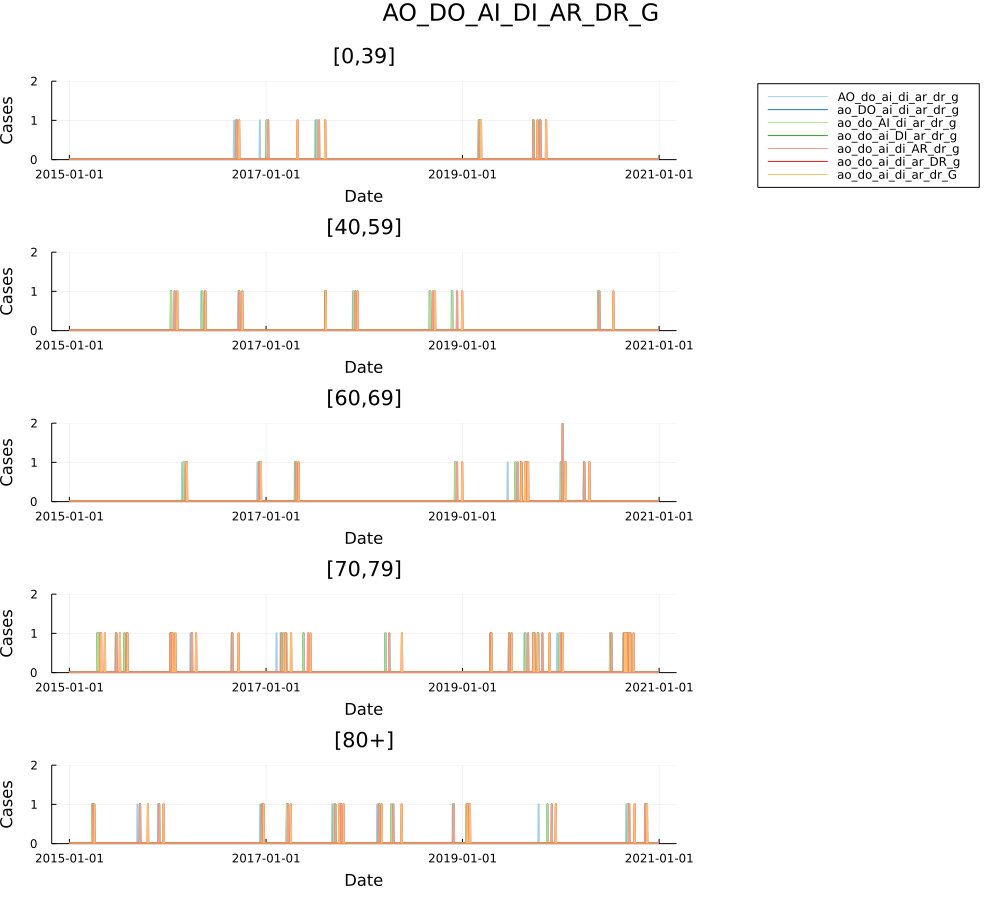 AO_DO_AI_DI_AR_DR_G
[0,39]
Cases
2
1
0
2015-01-01 2017-01-01 2019-01-01 2021-01-01
Date
AO_do_ai_di_ar_dr_g
ao_DO_ai_di_ar_dr_g
ao_do_AI_di_ar_dr_g
ao_do_ai_DI_ar_dr_g
ao_do_ai_di_AR_dr_g
ao_do_ai_di_ar_DR_g
ao_do_ai_di_ar_dr_G
[40,59]
Cases
2
1
0
2015-01-01 2017-01-01 2019-01-01 2021-01-01
Date
[60,69]
Cases
2
1
0
2015-01-01 2017-01-01 2019-01-01 2021-01-01
Date
[70,79]
Cases
2
1
0
2015-01-01 2017-01-01 2019-01-01 2021-01-01
Date
[80+]
Cases
2
1
0
2015-01-01 2017-01-01 2019-01-01 2021-01-01
Date